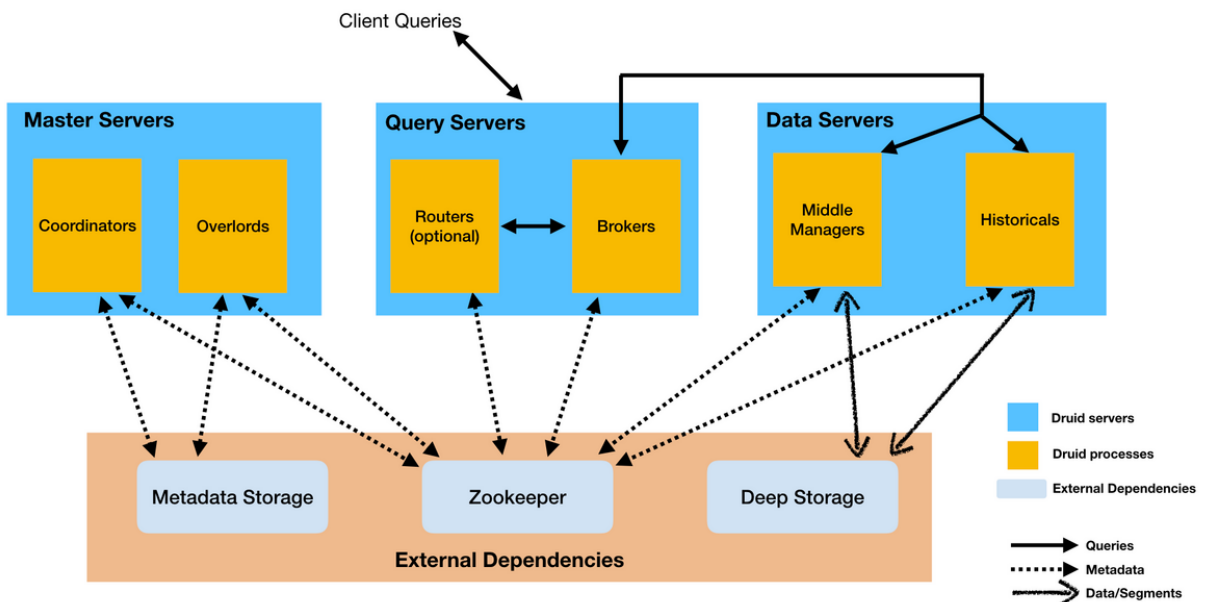 Client Queries
Master Servers
Coordinators
Overlords
Query Servers
Routers
(optional)
Brokers
Data Servers
Middle
Managers
Historicals
Metadata Storage
Zookeeper
Deep Storage
External Dependencies
Druid servers
Druid processes
External Dependencies
Queries
Metadata
Data/Segments